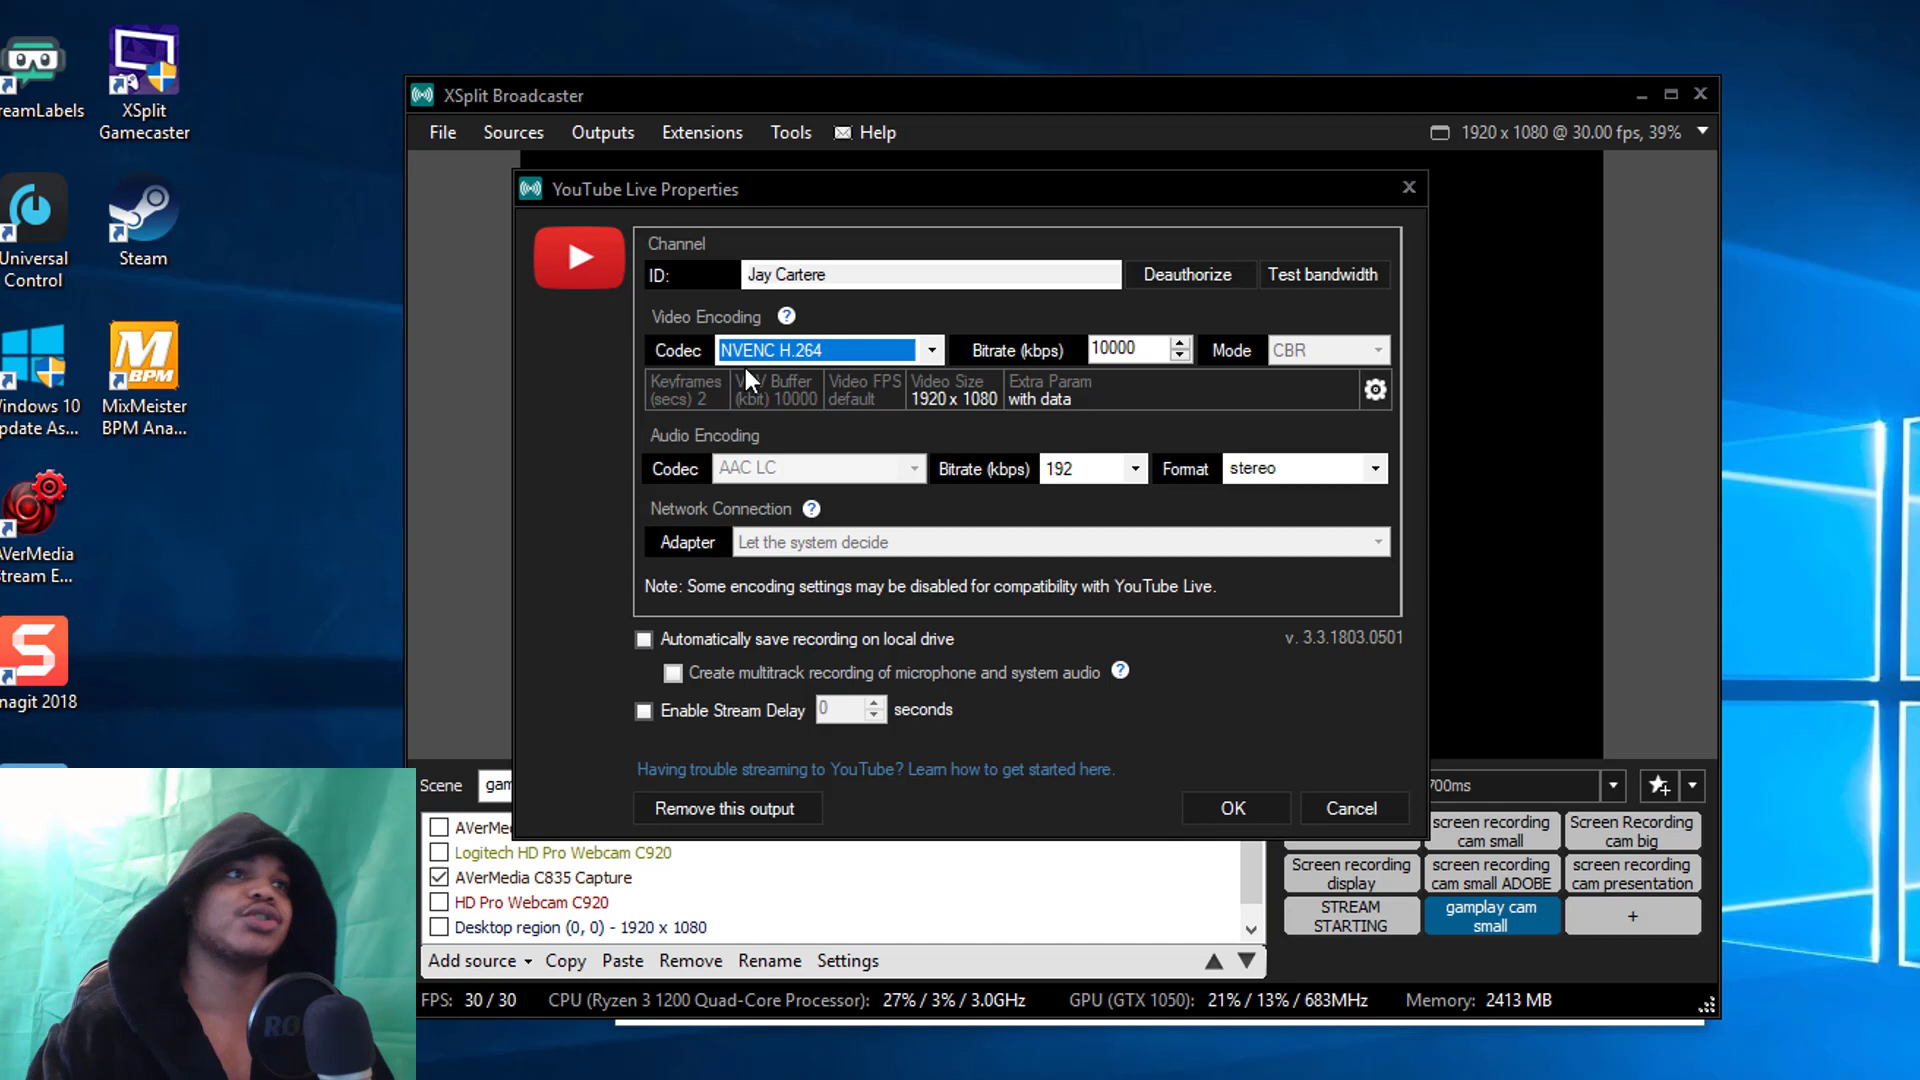 reamLabels
XSplit
Gamecaster
Universal
Control
Steam
Windows 10
pdate As...
MixMeister
BPM Ana...
AVerMedia
Stream E...
nagit 2018
XSplit Broadcaster
File Sources Outputs Extensions Tools Help
1920 x 1080 @ 30.00 fps, 39%
YouTube Live Properties
Channel
ID: Jay Cartere Deauthorize Test bandwidth
Video Encoding ?
Codec NVENC H.264 Bitrate (kbps) 10000 Mode CBR
Keyframes (secs) 2
Buffer (kbit) 10000
Video FPS default
Video Size 1920 x 1080
Extra Param with data
Audio Encoding
Codec AAC LC Bitrate (kbps) 192 Format stereo
Network Connection ?
Adapter Let the system decide
Note: Some encoding settings may be disabled for compatibility with YouTube Live.
Automatically save recording on local drive
v. 3.3.1803.0501
Create multitrack recording of microphone and system audio ?
Enable Stream Delay 0 seconds
Having trouble streaming to YouTube? Learn how to get started here.
Remove this output OK Cancel
Scene gam
700ms
AVerMe
Logitech HD Pro Webcam C920
AVerMedia C835 Capture
HD Pro Webcam C920
Desktop region (0, 0) - 1920 x 1080
screen recording
cam small
Screen Recording
cam big
Screen recording
display
screen recording
cam small ADOBE
screen recording
cam presentation
STREAM
STARTING
gamplay cam
small
+
Add source Copy Paste Remove Rename Settings
FPS: 30 / 30 CPU (Ryzen 3 1200 Quad-Core Processor): 27% / 3% / 3.0GHz GPU (GTX 1050): 21% / 13% / 683MHz Memory: 2413 MB